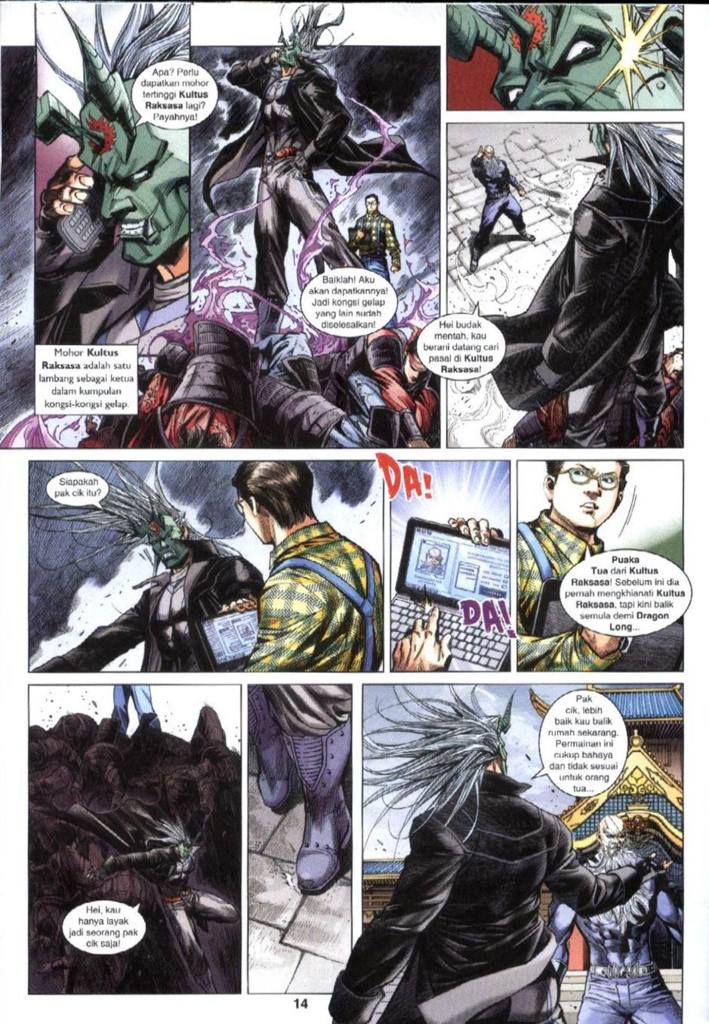 Apa? Perlu
dapatkan mohor
tertinggi Kultus
Raksasa lagi?
Payahnya!
Mohor Kultus
Raksasa adalah satu
lambang sebagai ketua
dalam kumpulan
kongsi-kongsi gelap.
Baiklah! Aku
akan dapatkannya!
Jadi kongsi gelap
yang lain sudah
diselesaikan!
Hei budak
mentah, kau
berani datang cari
pasal di Kultus
Raksasa!
Siapakah
pak cik itu?
DA!
DA!
Puaka
Tua dari Kultus
Raksasa! Sebelum ini dia
pernah mengkhianati Kultus
Raksasa, tapi kini balik
semula demi Dragon
Long...
Hei, kau
hanya layak
jadi seorang pak
cik saja!
Pak
cik, lebih
baik kau balik
rumah sekarang.
Permainan ini
cukup bahaya
dan tidak sesuai
untuk orang
tua...
14